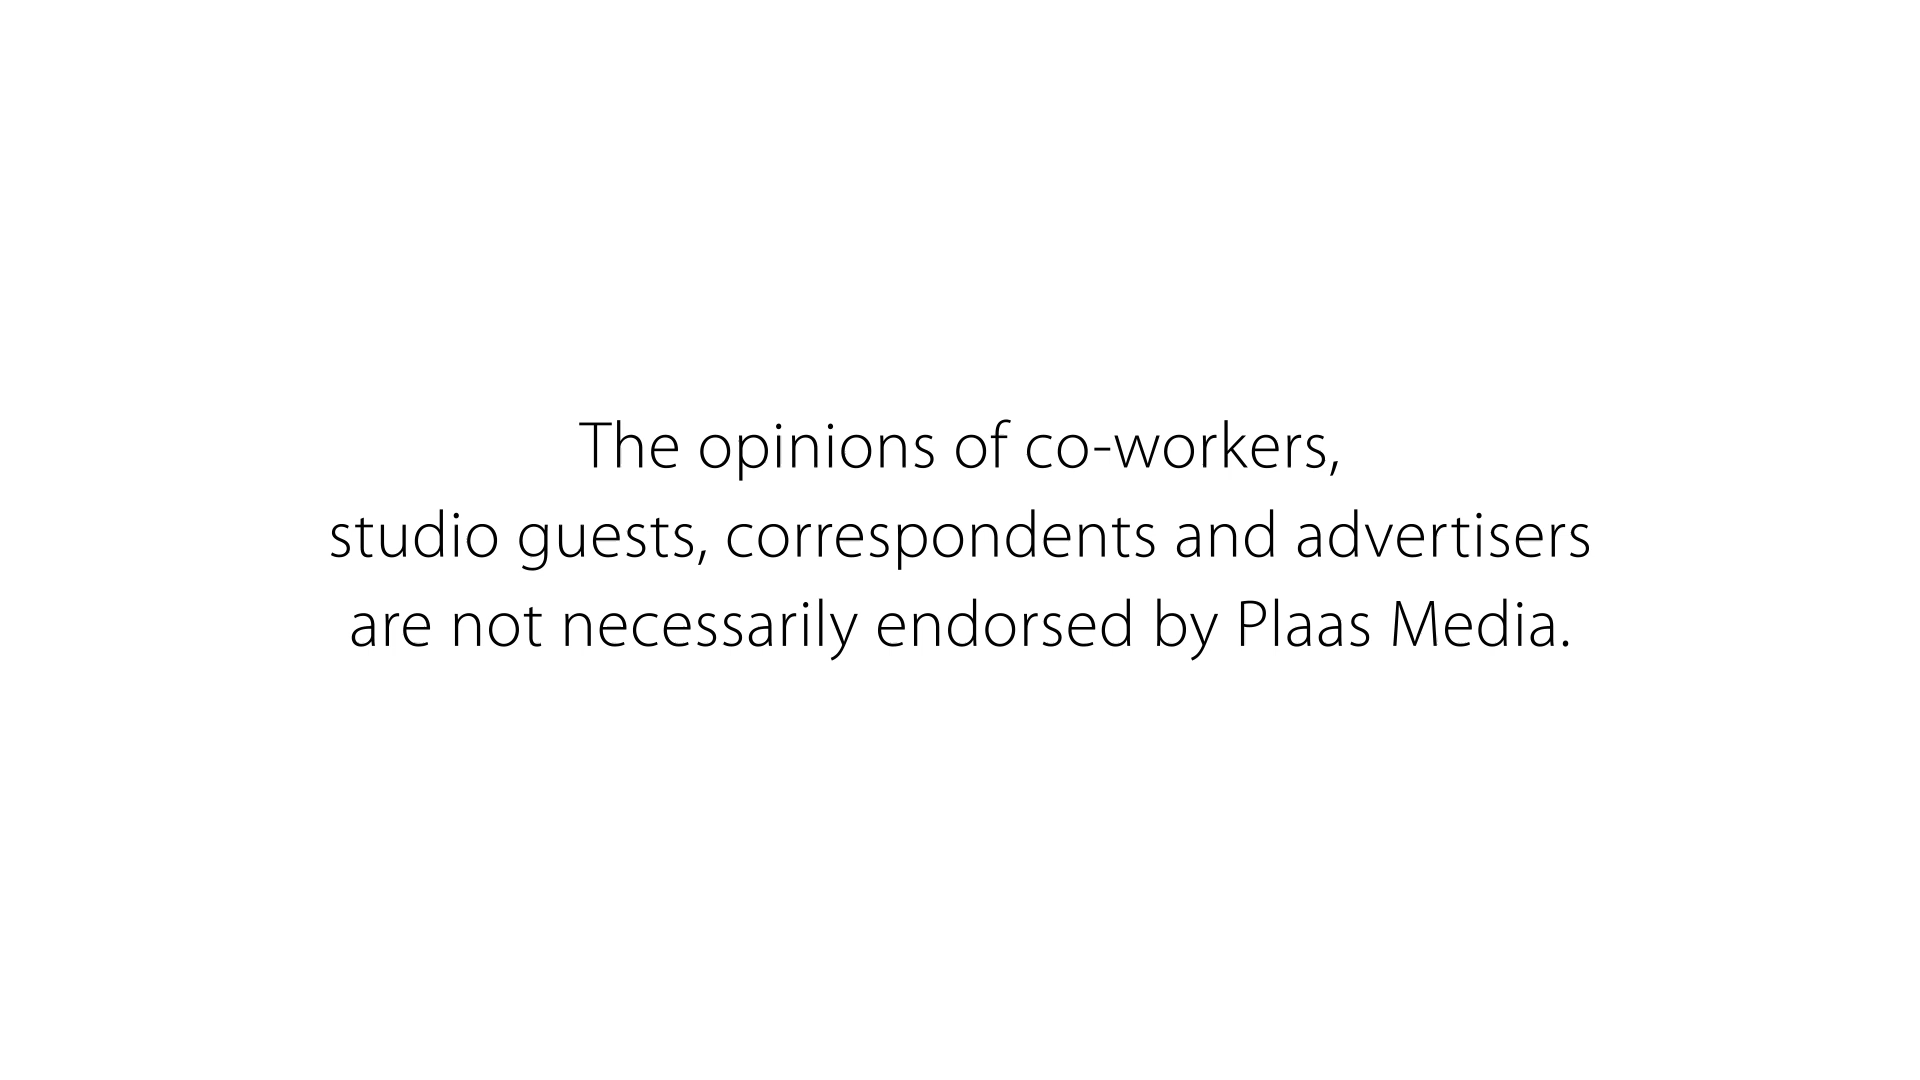 The opinions of co-workers,
studio guests, correspondents and advertisers
are not necessarily endorsed by Plaas Media.